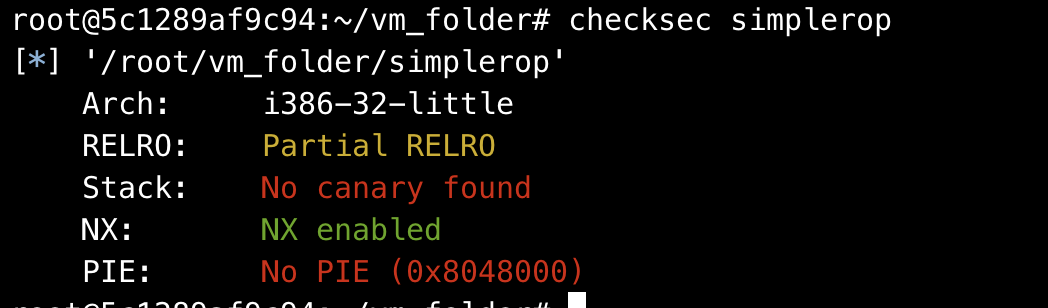 root@5c1289af9c94:~/vm_folder# checksec simplerop
[*] '/root/vm_folder/simplerop'
Arch: i386-32-little
RELRO: Partial RELRO
Stack: No canary found
NX: NX enabled
PIE: No PIE (0x8048000)
root@5c1289af9c94:~/vm_folder#